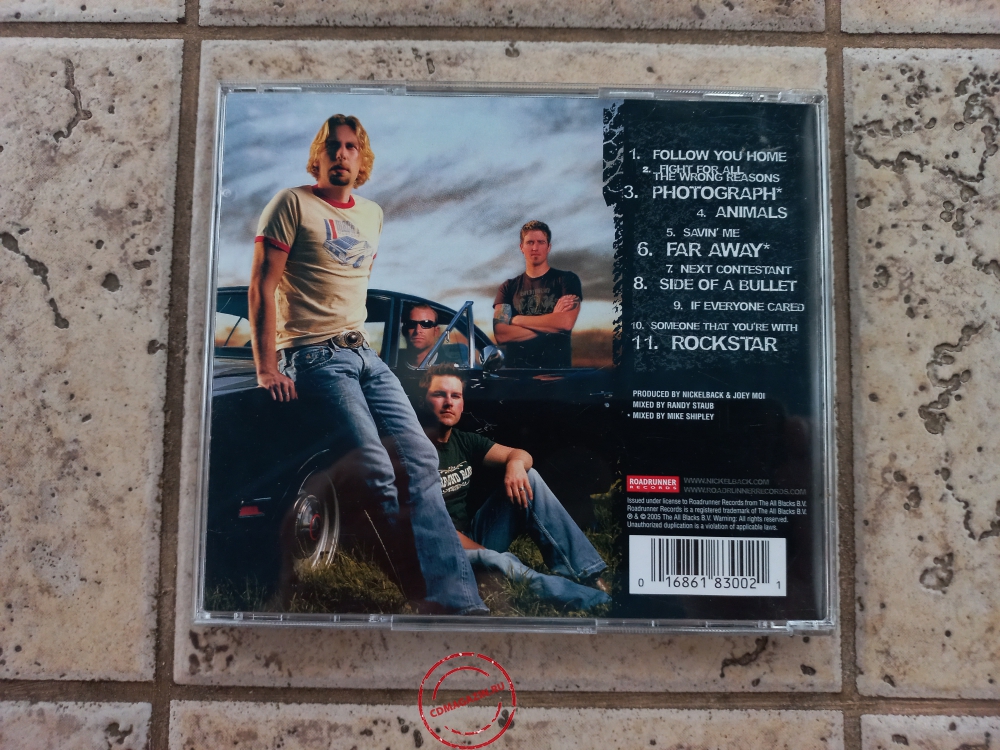 1. FOLLOW YOU HOME
2. FIGHT FOR ALL
THE WRONG REASONS
3. PHOTOGRAPH*
4. ANIMALS
5. SAVIN' ME
6. FAR AWAY*
7. NEXT CONTESTANT
8. SIDE OF A BULLET
9. IF EVERYONE CARED
10. SOMEONE THAT YOU'RE WITH
11. ROCKSTAR
PRODUCED BY NICKELBACK & JOEY MOI
MIXED BY RANDY STAUB
* MIXED BY MIKE SHIPLEY
ROADRUNNER
RECORDS
WWW.NICKELBACK.COM
WWW.ROADRUNNERRECORDS.COM
Issued under license to Roadrunner Records from The All Blacks B.V.
Roadrunner Records is a registered trademark of The All Blacks B.V.
℗ & © 2005 The All Blacks B.V. Warning: All rights reserved.
Unauthorized duplication is a violation of applicable laws.
0 16861 83002 1
CDMAGAZIN.RU